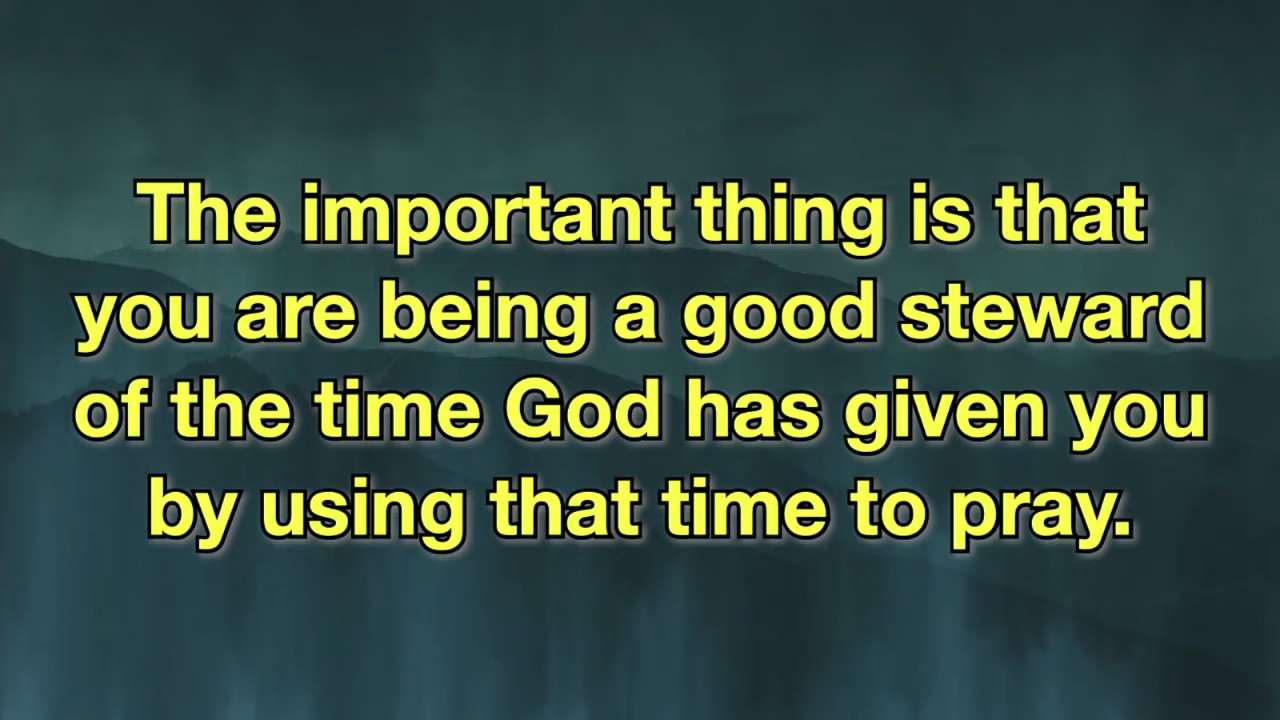 The important thing is that
you are being a good steward
of the time God has given you
by using that time to pray.